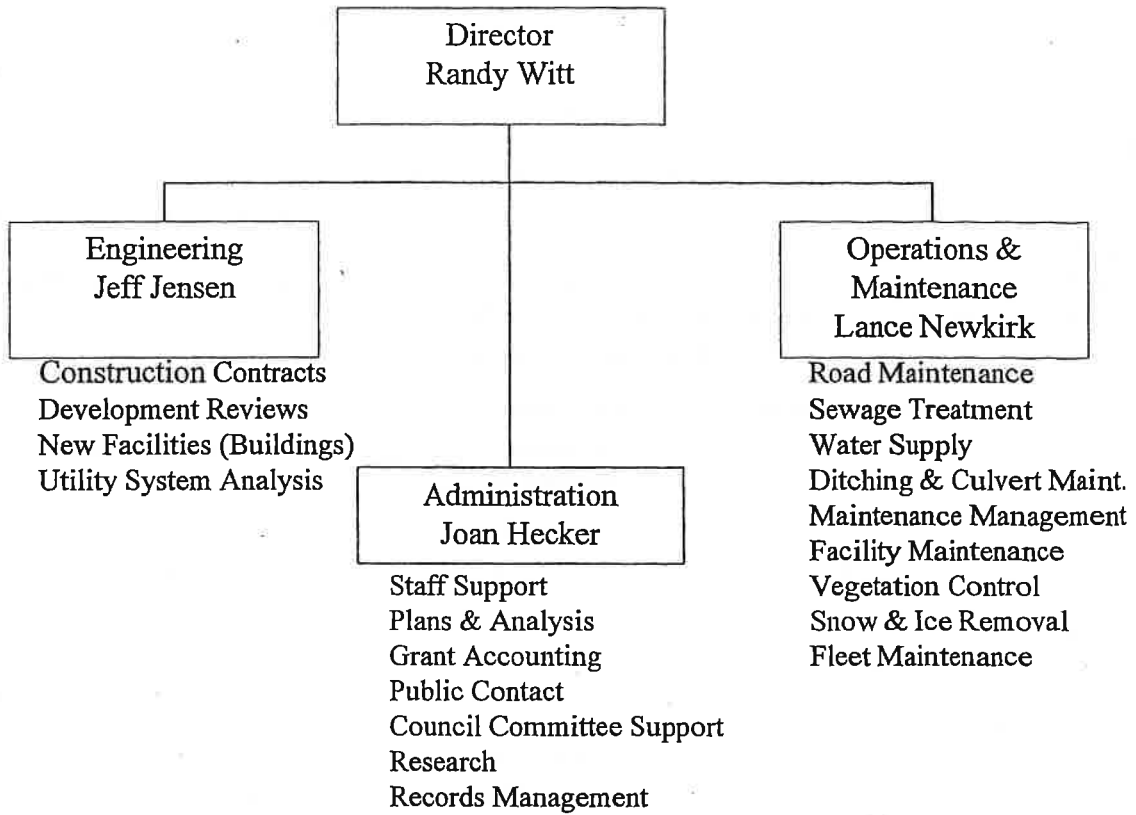 Director
Randy Witt
Engineering
Jeff Jensen
Construction Contracts
Development Reviews
New Facilities (Buildings)
Utility System Analysis
Administration
Joan Hecker
Staff Support
Plans & Analysis
Grant Accounting
Public Contact
Council Committee Support
Research
Records Management
Operations &
Maintenance
Lance Newkirk
Road Maintenance
Sewage Treatment
Water Supply
Ditching & Culvert Maint.
Maintenance Management
Facility Maintenance
Vegetation Control
Snow & Ice Removal
Fleet Maintenance